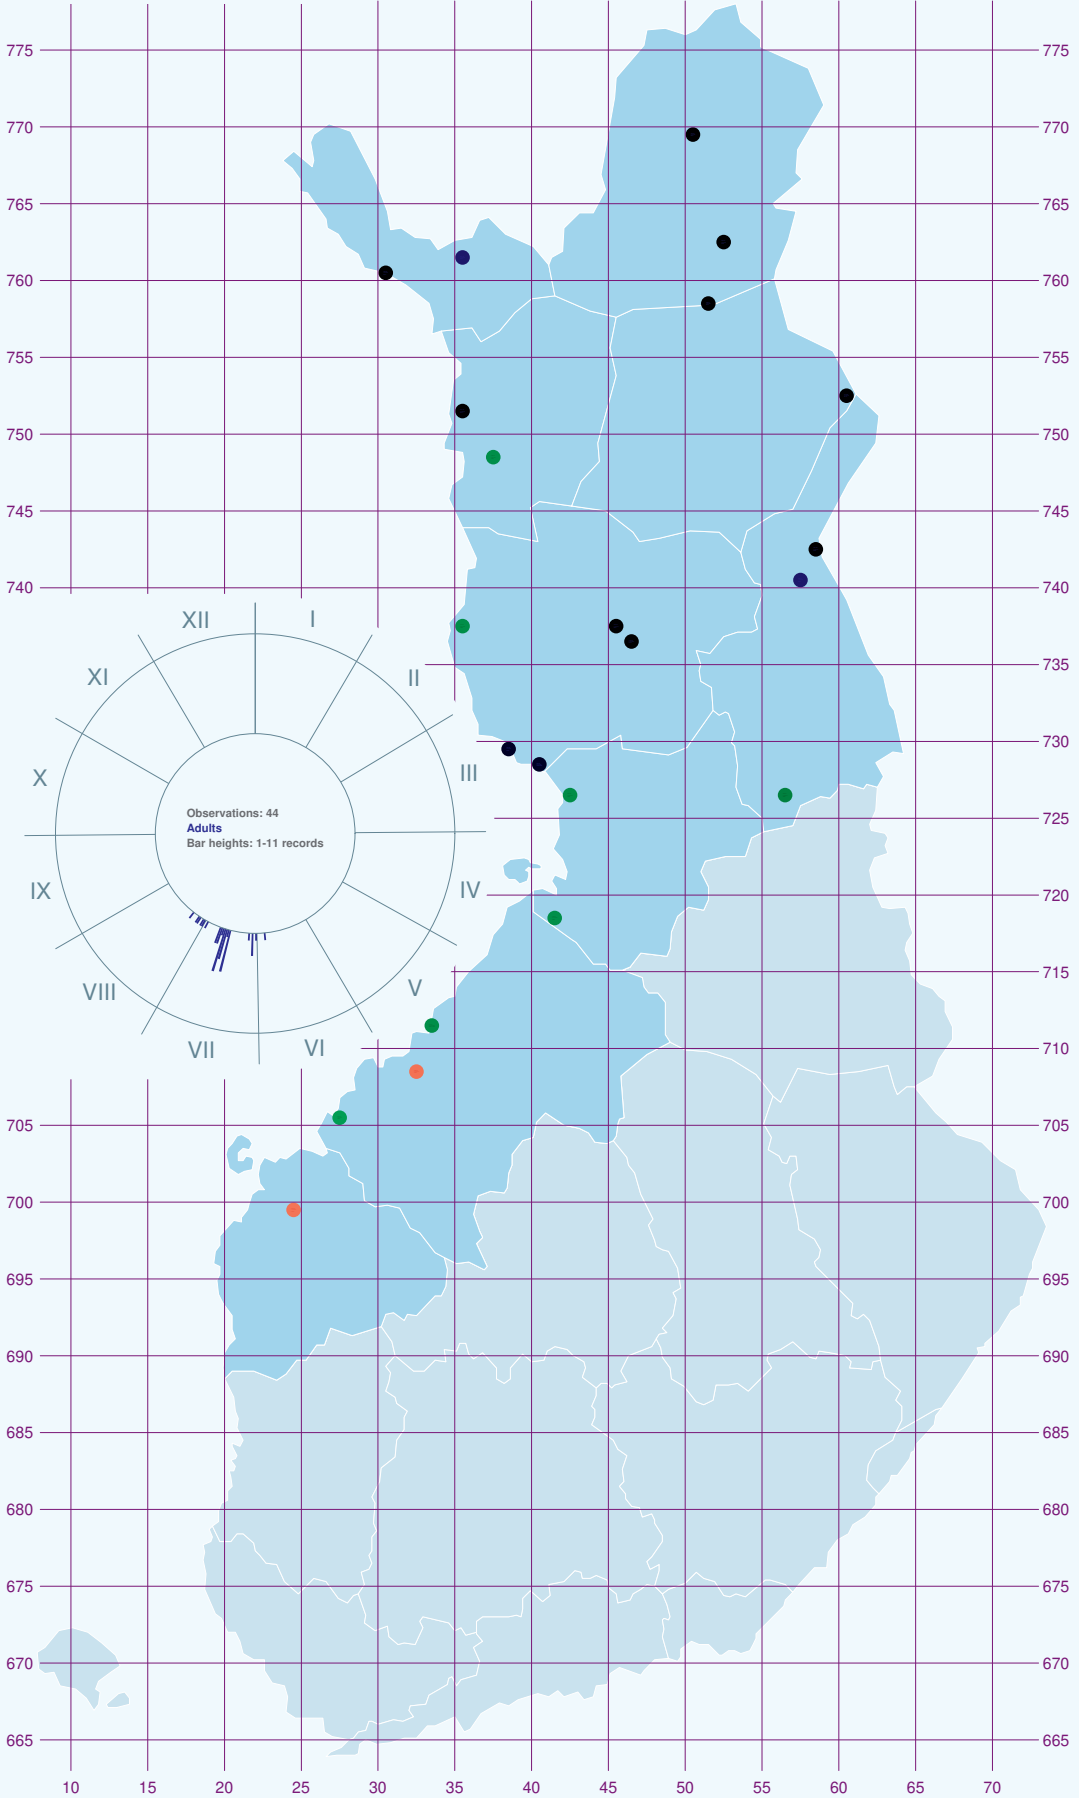 775 775
770 770
765 765
760 760
755 755
750 750
745 745
740 740
XII I
XI II
735
730
X III
725
Observations: 44
Adults
Bar heights: 1-11 records
IX IV
720
VIII V
715
VII VI
710
705 705
700 700
695 695
690 690
685 685
680 680
675 675
670 670
665 665
10 15 20 25 30 35 40 45 50 55 60 65 70